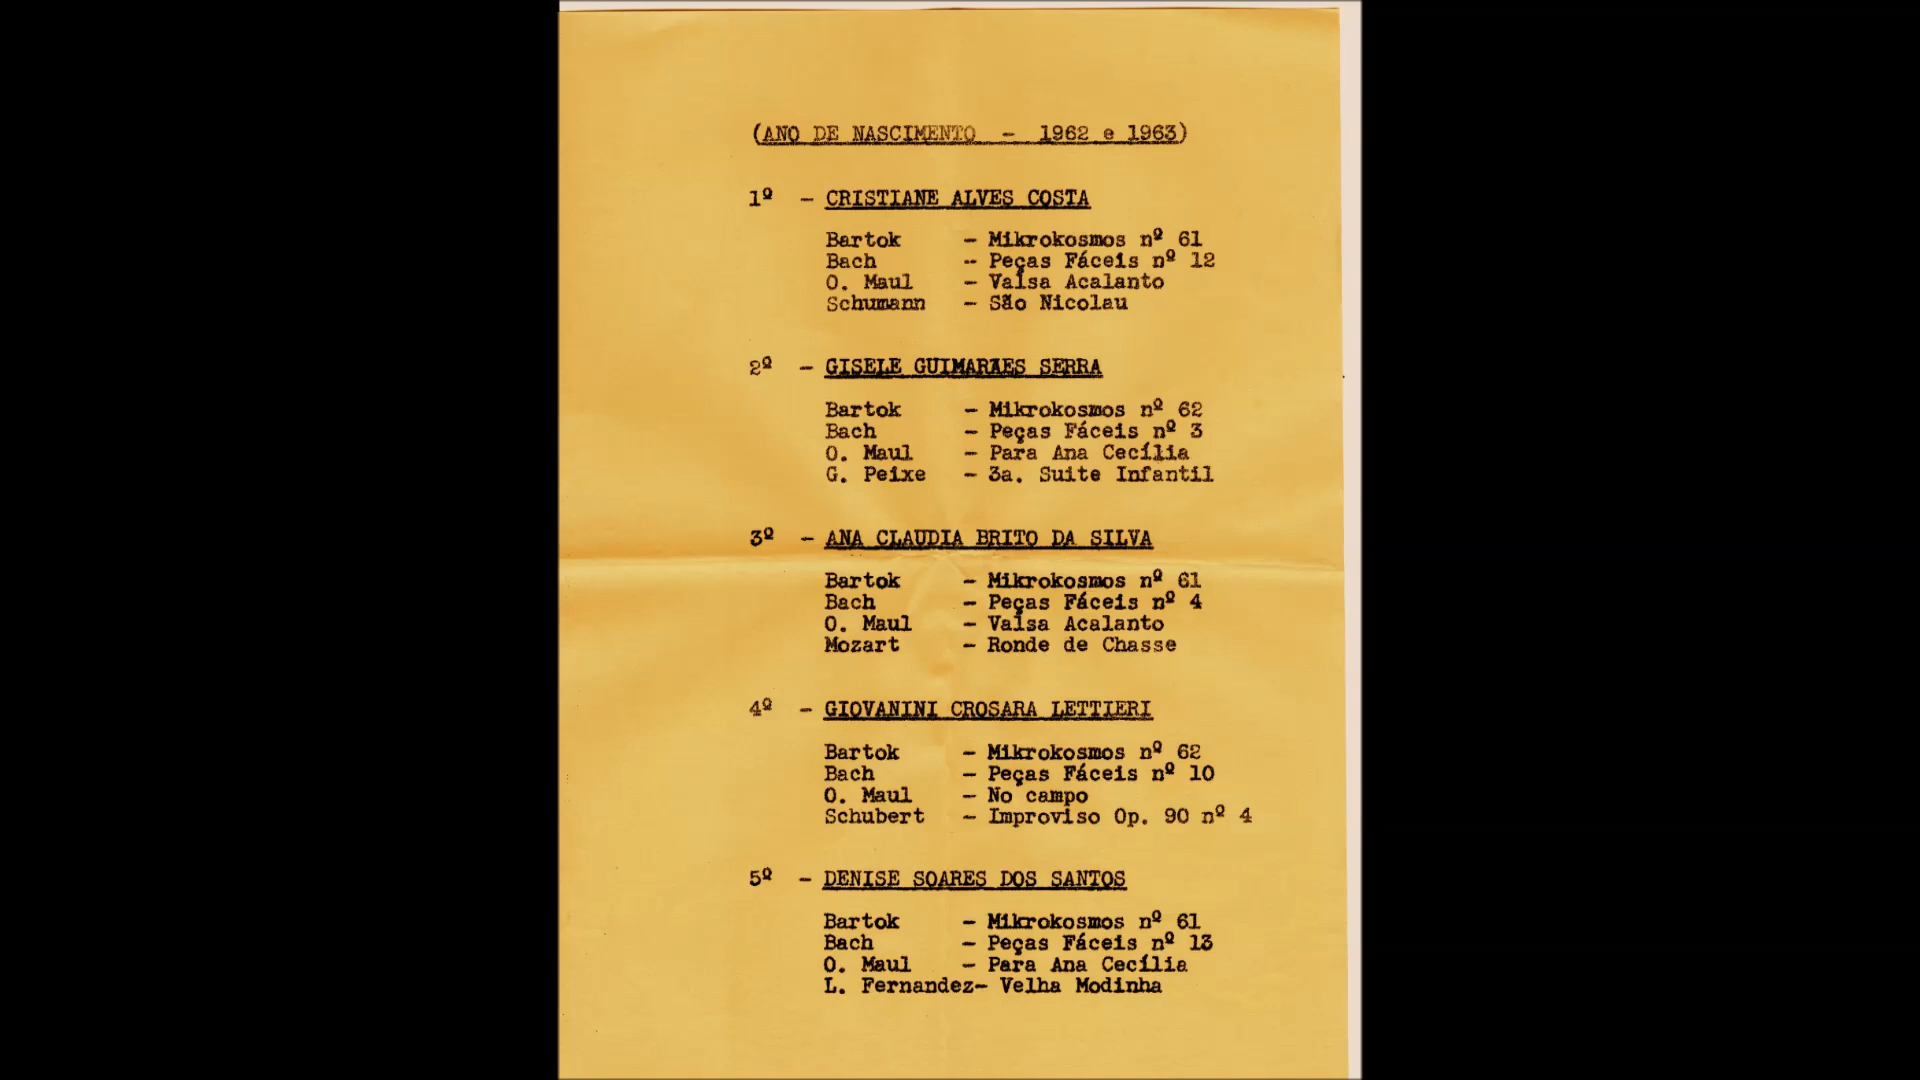 (ANO DE NASCIMENTO - 1962 e 1963)
1º - CRISTIANE ALVES COSTA
Bartok - Mikrokosmos nº 61
Bach -- Peças Fáceis nº 12
O. Maul - Valsa Acalanto
Schumann - São Nicolau
2º - GISELE GUIMARÃES SERRA
Bartok - Mikrokosmos nº 62
Bach - Peças Fáceis nº 3
O. Maul - Para Ana Cecília
G. Peixe - 3a. Suite Infantil
3º - ANA CLAUDIA BRITO DA SILVA
Bartok - Mikrokosmos nº 61
Bach - Peças Fáceis nº 4
O. Maul - Valsa Acalanto
Mozart - Ronde de Chasse
4º - GIOVANINI CROSARA LETTIERI
Bartok - Mikrokosmos nº 62
Bach - Peças Fáceis nº 10
O. Maul - No campo
Schubert - Improviso Op. 90 nº 4
5º - DENISE SOARES DOS SANTOS
Bartok - Mikrokosmos nº 61
Bach - Peças Fáceis nº 13
O. Maul - Para Ana Cecília
L. Fernandez- Velha Modinha